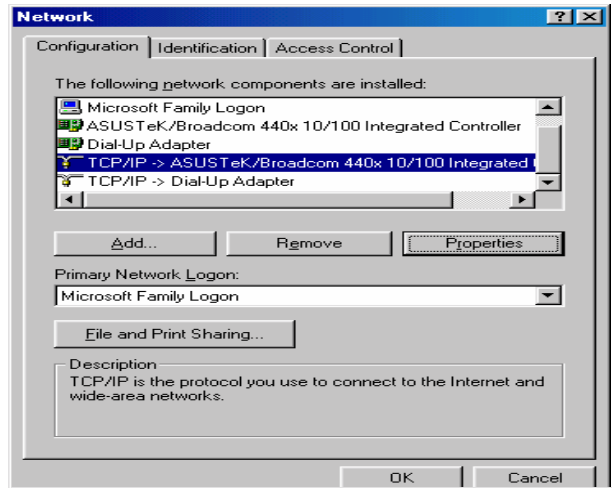 Network
Configuration Identification Access Control
The following network components are installed:
Microsoft Family Logon
ASUSTeK/Broadcom 440x 10/100 Integrated Controller
Dial-Up Adapter
TCP/IP -> ASUSTeK/Broadcom 440x 10/100 Integrated
TCP/IP -> Dial-Up Adapter
Add... Remove Properties
Primary Network Logon:
Microsoft Family Logon
File and Print Sharing...
Description
TCP/IP is the protocol you use to connect to the Internet and
wide-area networks.
OK Cancel